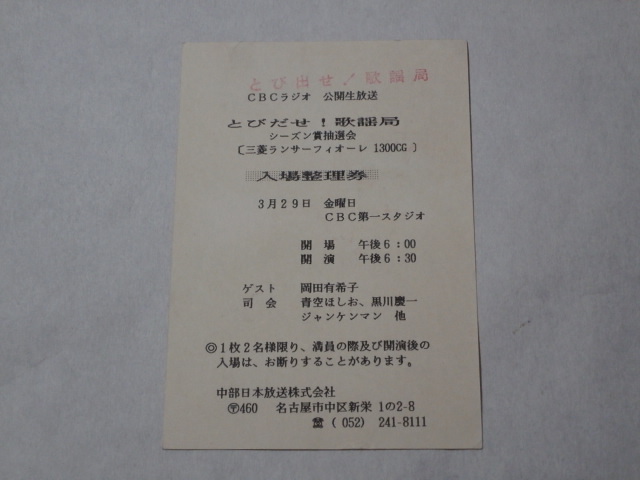 とび出せ!歌謡局
CBCラジオ 公開生放送
とびだせ!歌謡局
シーズン賞抽選会
〔三菱ランサーフィオーレ 1300CG〕
入場整理券
3月29日 金曜日
CBC第一スタジオ
開 場 午後6:00
開 演 午後6:30
ゲスト 岡田有希子
司 会 青空ほしお、黒川慶一
ジャンケンマン 他
◎1枚2名様限り、満員の際及び開演後の
入場は、お断りすることがあります。
中部日本放送株式会社
〶460 名古屋市中区新栄 1の2-8
☎ (052) 241-8111